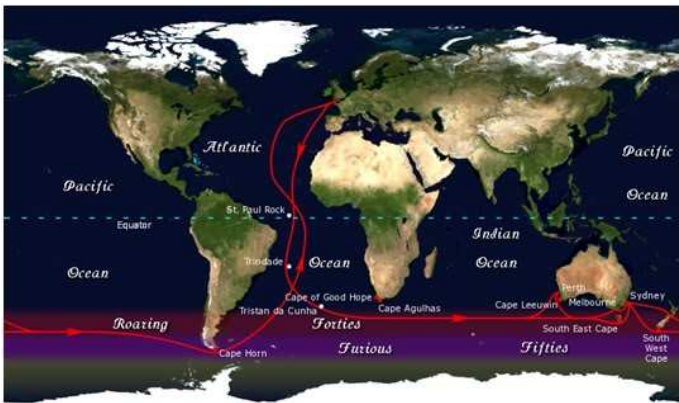 Atlantic
Pacific
Pacific
Ocean
St. Paul Rock
Equator
Indian
Ocean
Trindade
Ocean
Ocean
Cape of Good Hope
Perth
Tristan da Cunha
Cape Agulhas
Cape Leeuwin
Melbourne
Sydney
Roaring
Forties
South East Cape
Cape Horn
Furious
Fifties
South
West
Cape